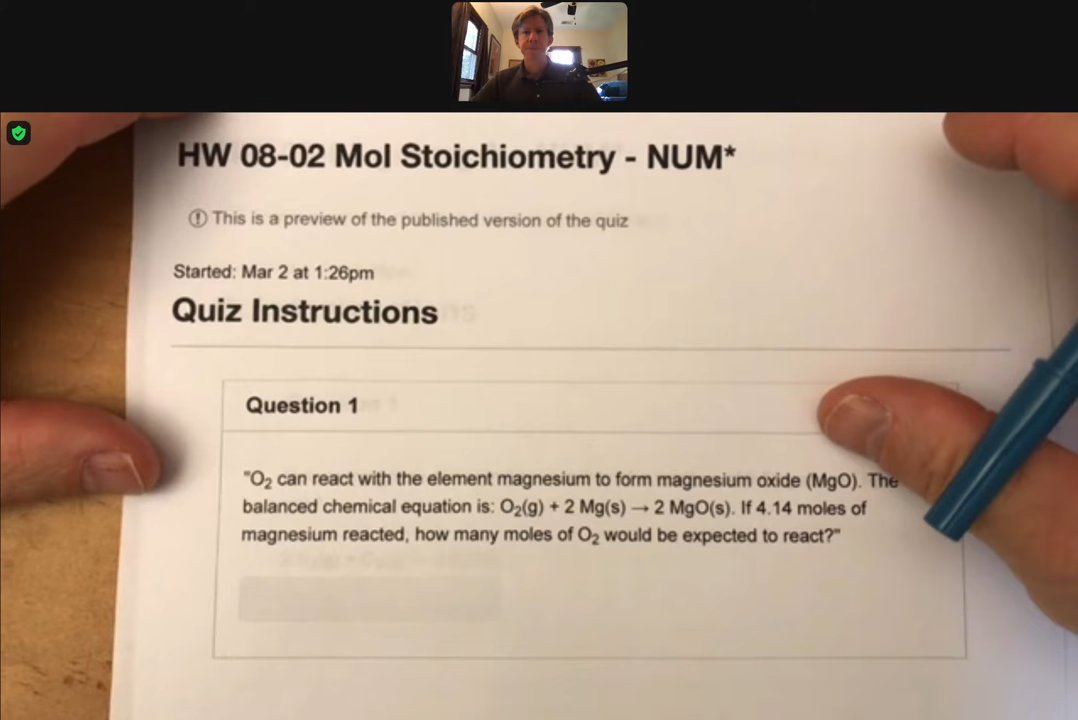 HW 08-02 Mol Stoichiometry - NUM*
This is a preview of the published version of the quiz
Started: Mar 2 at 1:26pm
Quiz Instructions
Question 1
"O₂ can react with the element magnesium to form magnesium oxide (MgO). The
balanced chemical equation is: O₂(g) + 2 Mg(s) → 2 MgO(s). If 4.14 moles of
magnesium reacted, how many moles of O₂ would be expected to react?"